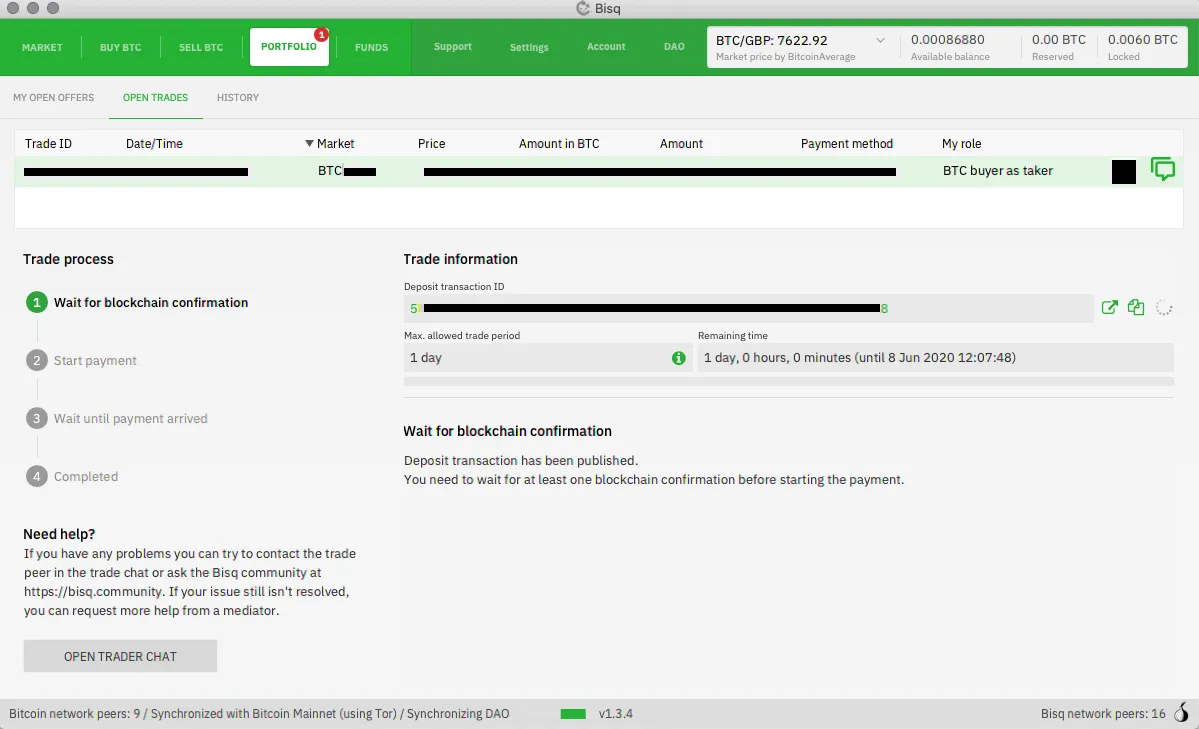 Bisq
MARKET
BUY BTC
SELL BTC
PORTFOLIO
1
FUNDS
Support
Settings
Account
DAO
BTC/GBP: 7622.92
Market price by BitcoinAverage
0.00086880
Available balance
0.00 BTC
Reserved
0.0060 BTC
Locked
MY OPEN OFFERS
OPEN TRADES
HISTORY
Trade ID Date/Time Market Price Amount in BTC Amount Payment method My role
BTC BTC buyer as taker
Trade process
1 Wait for blockchain confirmation
2 Start payment
3 Wait until payment arrived
4 Completed
Need help?
If you have any problems you can try to contact the trade
peer in the trade chat or ask the Bisq community at
https://bisq.community. If your issue still isn't resolved,
you can request more help from a mediator.
OPEN TRADER CHAT
Trade information
Deposit transaction ID
5 8
Max. allowed trade period
1 day
Remaining time
1 day, 0 hours, 0 minutes (until 8 Jun 2020 12:07:48)
Wait for blockchain confirmation
Deposit transaction has been published.
You need to wait for at least one blockchain confirmation before starting the payment.
Bitcoin network peers: 9 / Synchronized with Bitcoin Mainnet (using Tor) / Synchronizing DAO
v1.3.4
Bisq network peers: 16